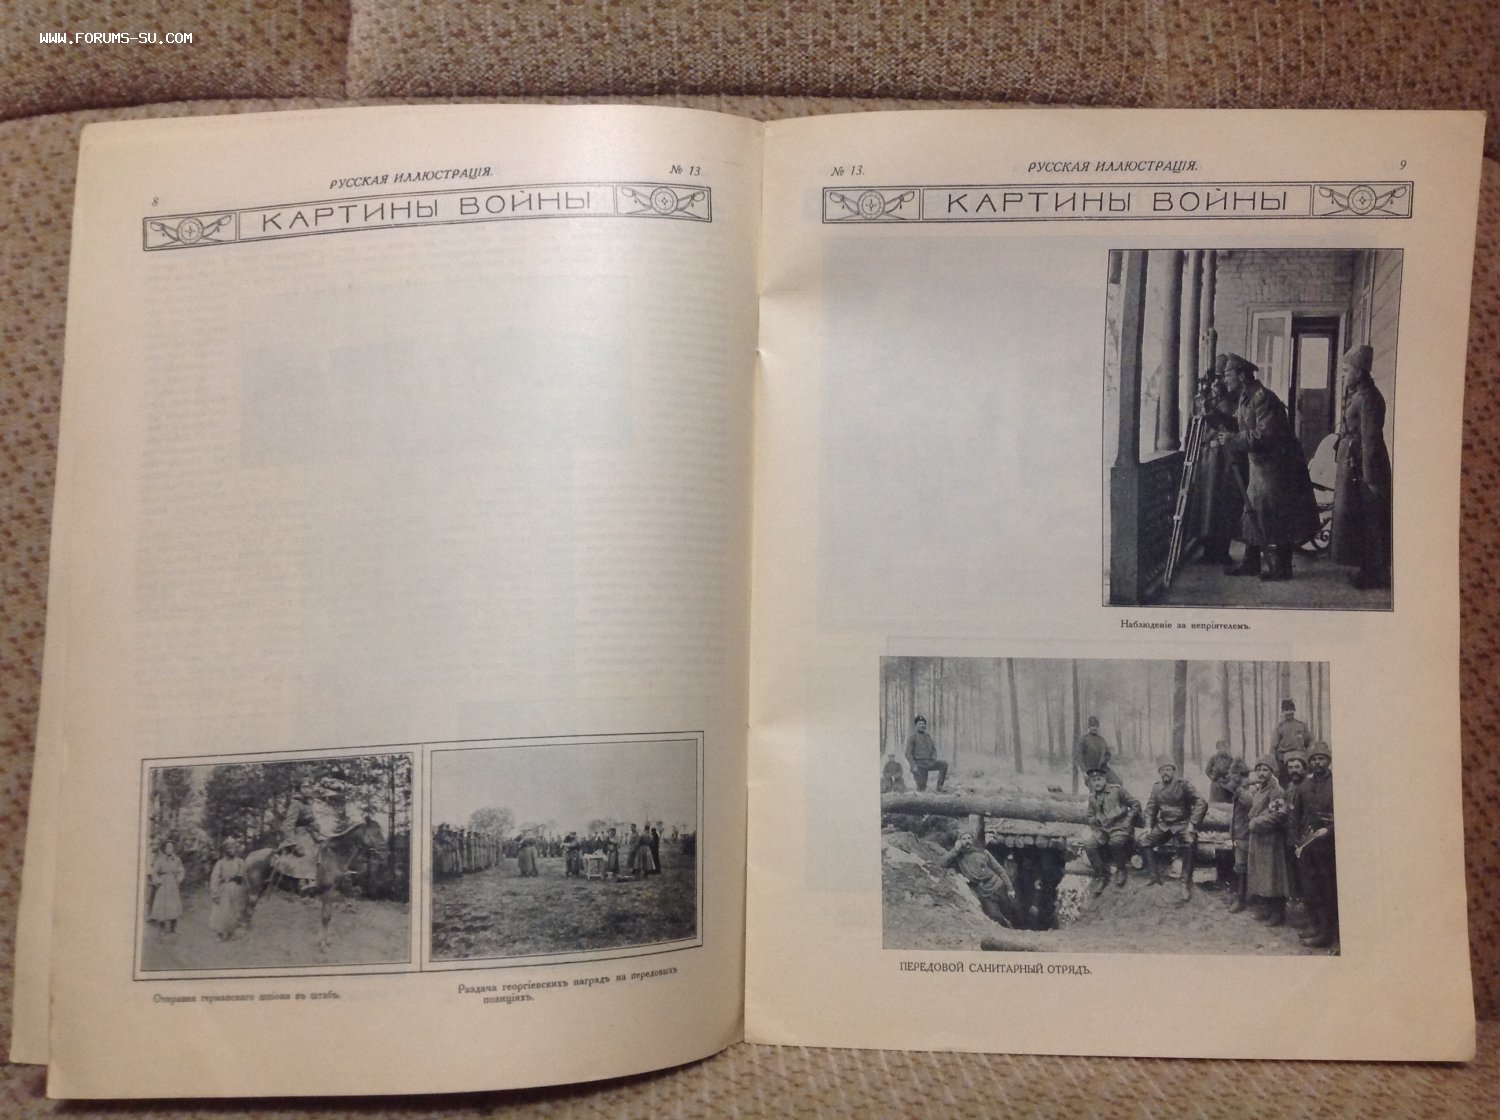 WWW.FORUMS-SU.COM
РУССКАЯ ИЛЛЮСТРАЦІЯ.
№ 13
8
КАРТИНЫ ВОЙНЫ
Отправка германскаго шпіона въ штабъ.
Раздача георгіевскихъ наградъ на передовыхъ
позиціяхъ.
№ 13.
РУССКАЯ ИЛЛЮСТРАЦІЯ.
9
КАРТИНЫ ВОЙНЫ
Наблюденіе за непріятелемъ.
ПЕРЕДОВОЙ САНИТАРНЫЙ ОТРЯДЪ.